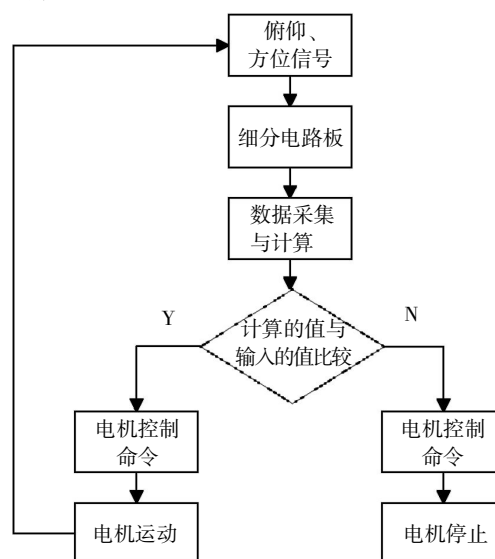 俯仰、
方位信号
细分电路板
数据采集
与计算
Y
N
计算的值与
输入的值比较
电机控制
命令
电机控制
命令
电机运动
电机停止